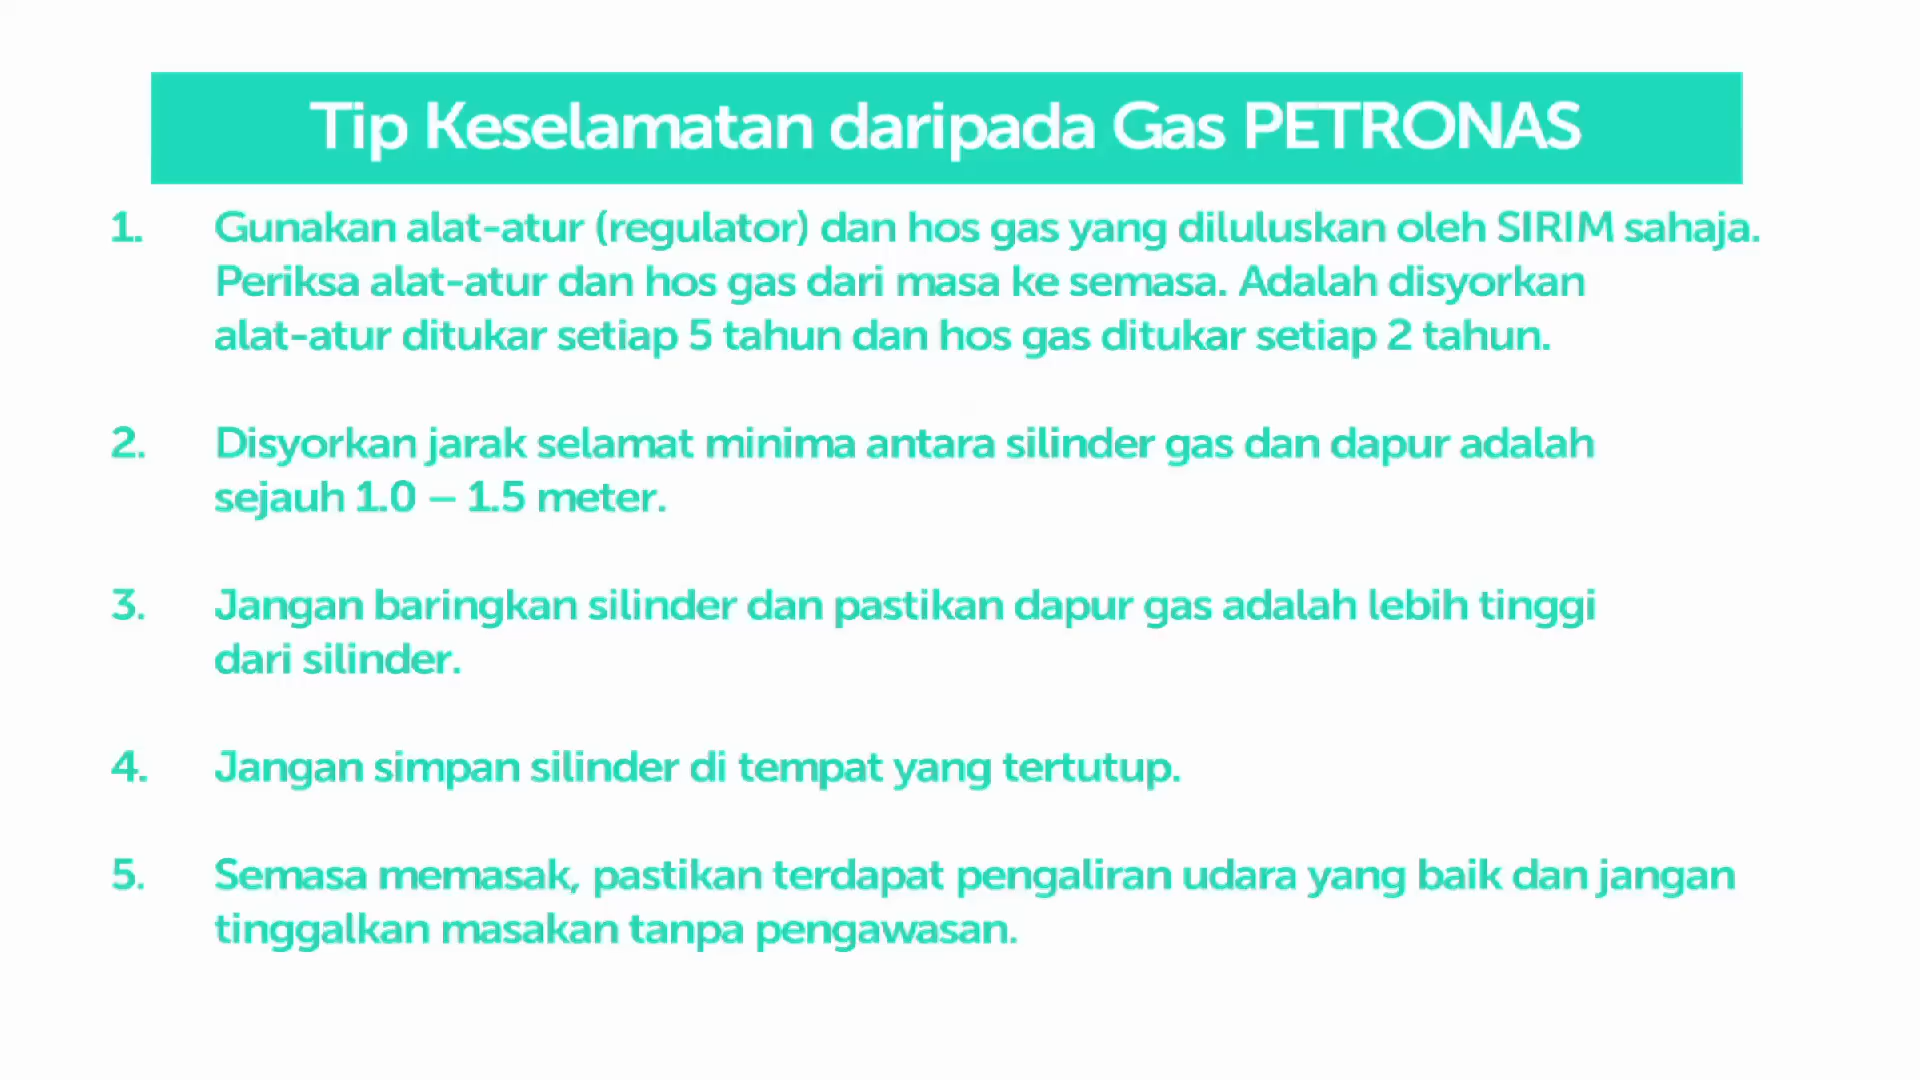 Tip Keselamatan daripada Gas PETRONAS
1. Gunakan alat-atur (regulator) dan hos gas yang diluluskan oleh SIRIM sahaja.
Periksa alat-atur dan hos gas dari masa ke semasa. Adalah disyorkan
alat-atur ditukar setiap 5 tahun dan hos gas ditukar setiap 2 tahun.
2. Disyorkan jarak selamat minima antara silinder gas dan dapur adalah
sejauh 1.0 – 1.5 meter.
3. Jangan baringkan silinder dan pastikan dapur gas adalah lebih tinggi
dari silinder.
4. Jangan simpan silinder di tempat yang tertutup.
5. Semasa memasak, pastikan terdapat pengaliran udara yang baik dan jangan
tinggalkan masakan tanpa pengawasan.